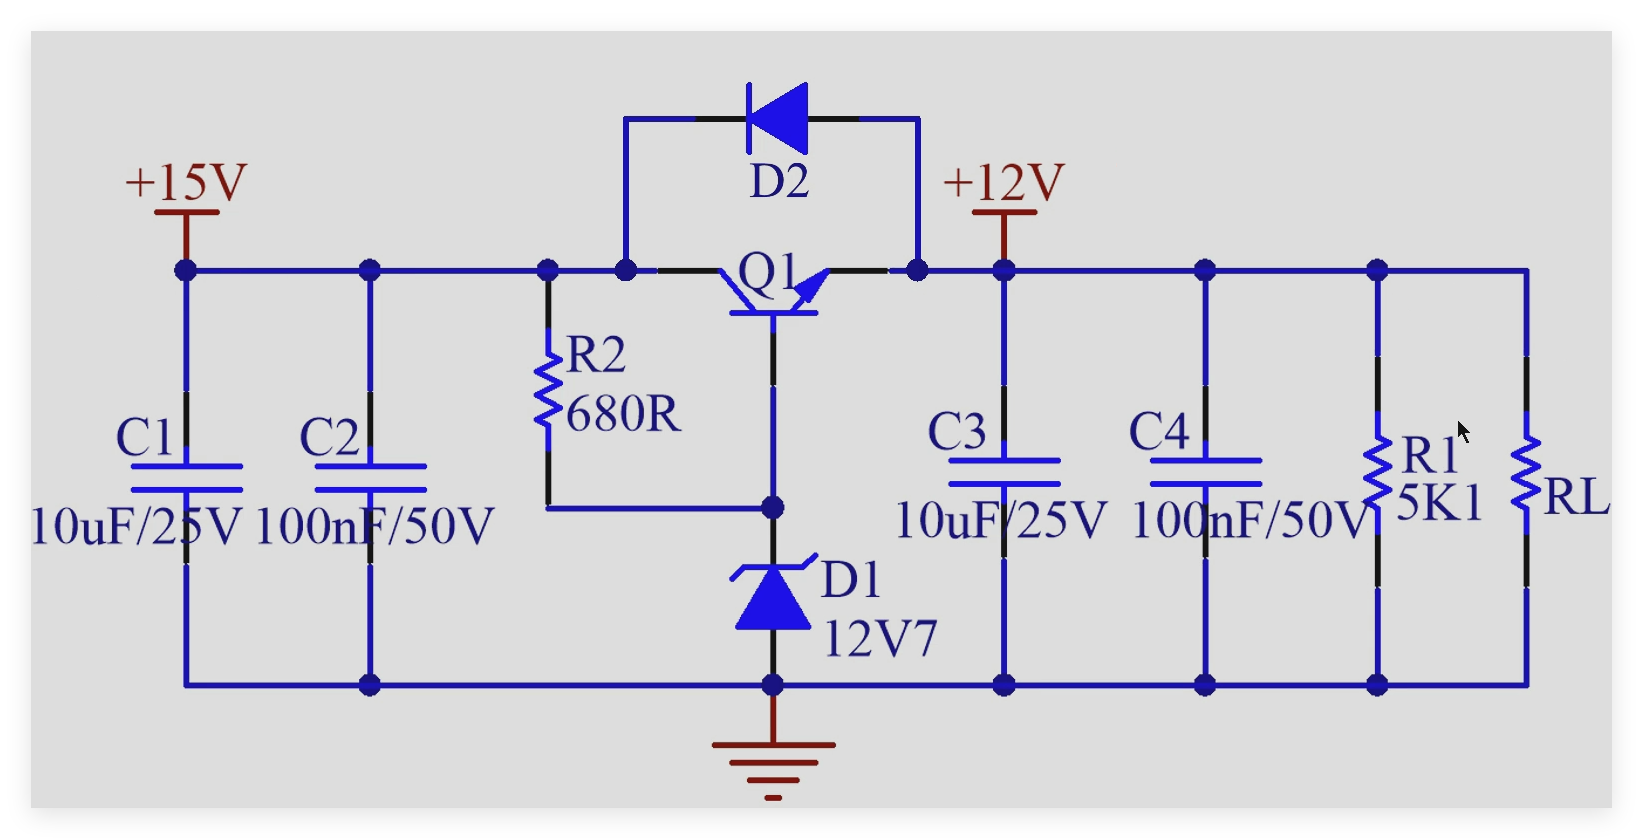 D2
+15V
+12V
Q1
R2
680R
C1
10uF/25V
C2
100nF/50V
C3
10uF/25V
C4
100nF/50V
R1
5K1
RL
D1
12V7